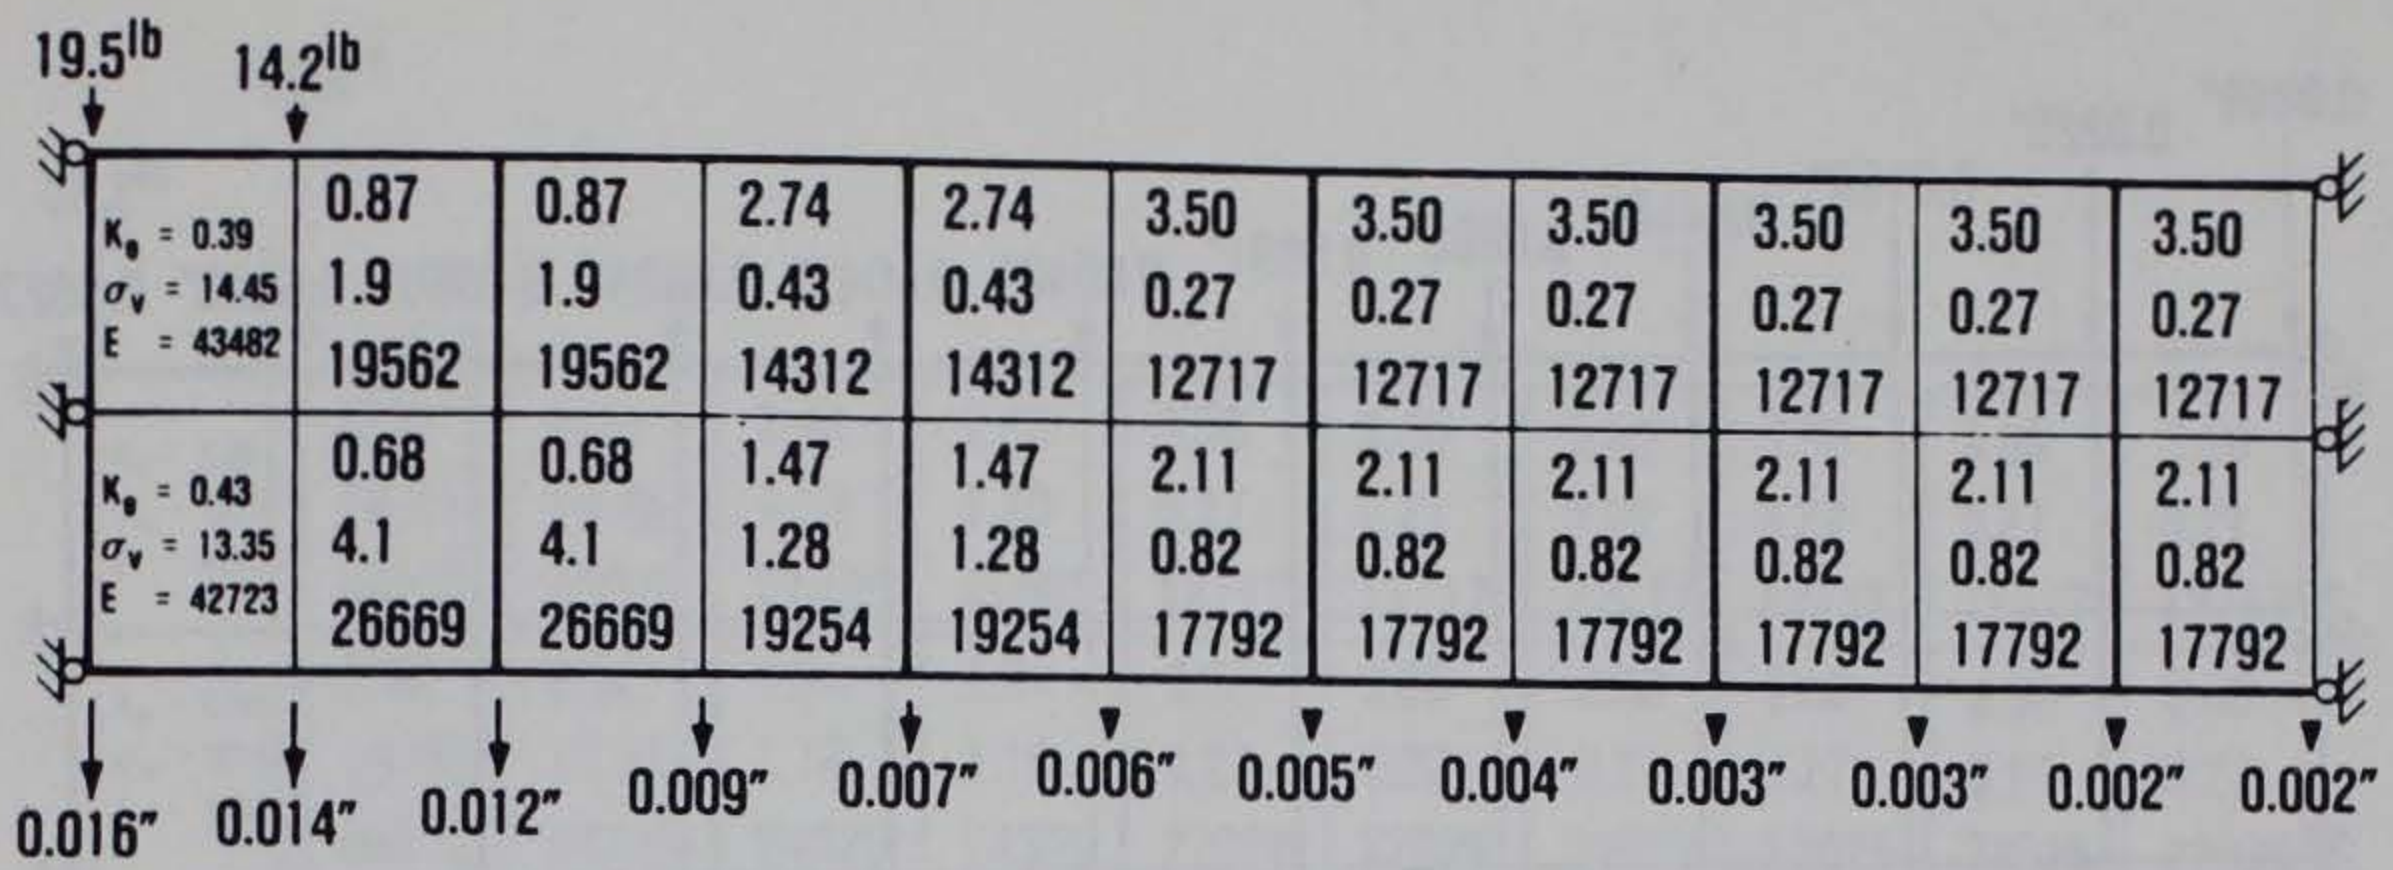 19.5lb 14.2lb
0.87 0.87 2.74 2.74 3.50 3.50 3.50 3.50 3.50 3.50
Ke = 0.39
σv = 14.45 1.9 1.9 0.43 0.43 0.27 0.27 0.27 0.27 0.27 0.27
E = 43482 19562 19562 14312 14312 12717 12717 12717 12717 12717 12717
0.68 0.68 1.47 1.47 2.11 2.11 2.11 2.11 2.11 2.11
Ke = 0.43
σv = 13.35 4.1 4.1 1.28 1.28 0.82 0.82 0.82 0.82 0.82 0.82
E = 42723 26669 26669 19254 19254 17792 17792 17792 17792 17792 17792
0.016″ 0.014″ 0.012″ 0.009″ 0.007″ 0.006″ 0.005″ 0.004″ 0.003″ 0.003″ 0.002″ 0.002″